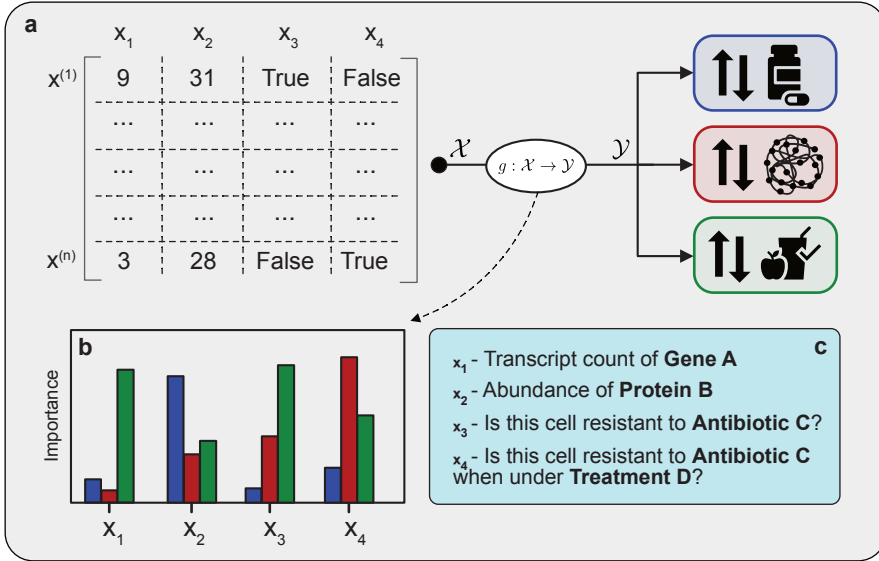 a
x1 x2 x3 x4
x(1) 9 31 True False
... ... ... ...
... ... ... ...
... ... ... ...
x(n) 3 28 False True
𝒳 g : 𝒳 → 𝒴 𝒴
b
Importance
x1 x2 x3 x4
c
x1 - Transcript count of Gene A
x2 - Abundance of Protein B
x3 - Is this cell resistant to Antibiotic C?
x4 - Is this cell resistant to Antibiotic C
when under Treatment D?